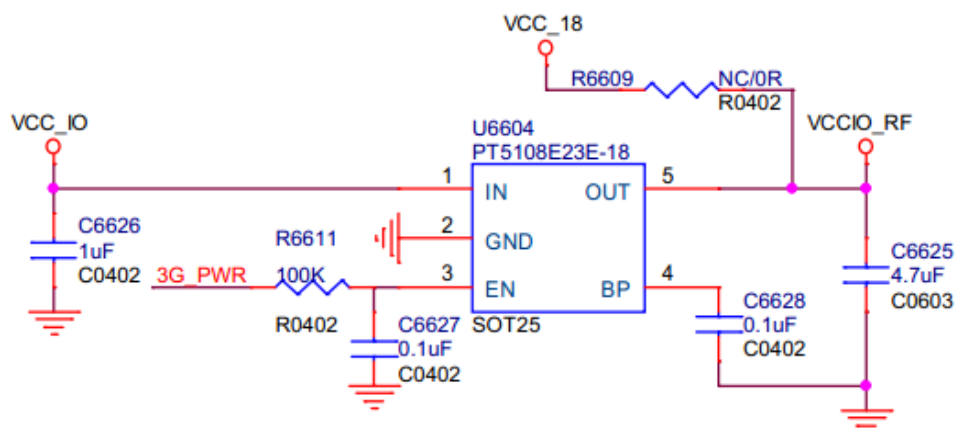 VCC_18
R6609
NC/0R
R0402
VCC_IO
VCCIO_RF
U6604
PT5108E23E-18
1
IN
OUT
5
2
GND
C6626
1uF
C0402
R6611
3G_PWR
100K
R0402
3
EN
BP
4
SOT25
C6627
0.1uF
C0402
C6628
0.1uF
C0402
C6625
4.7uF
C0603